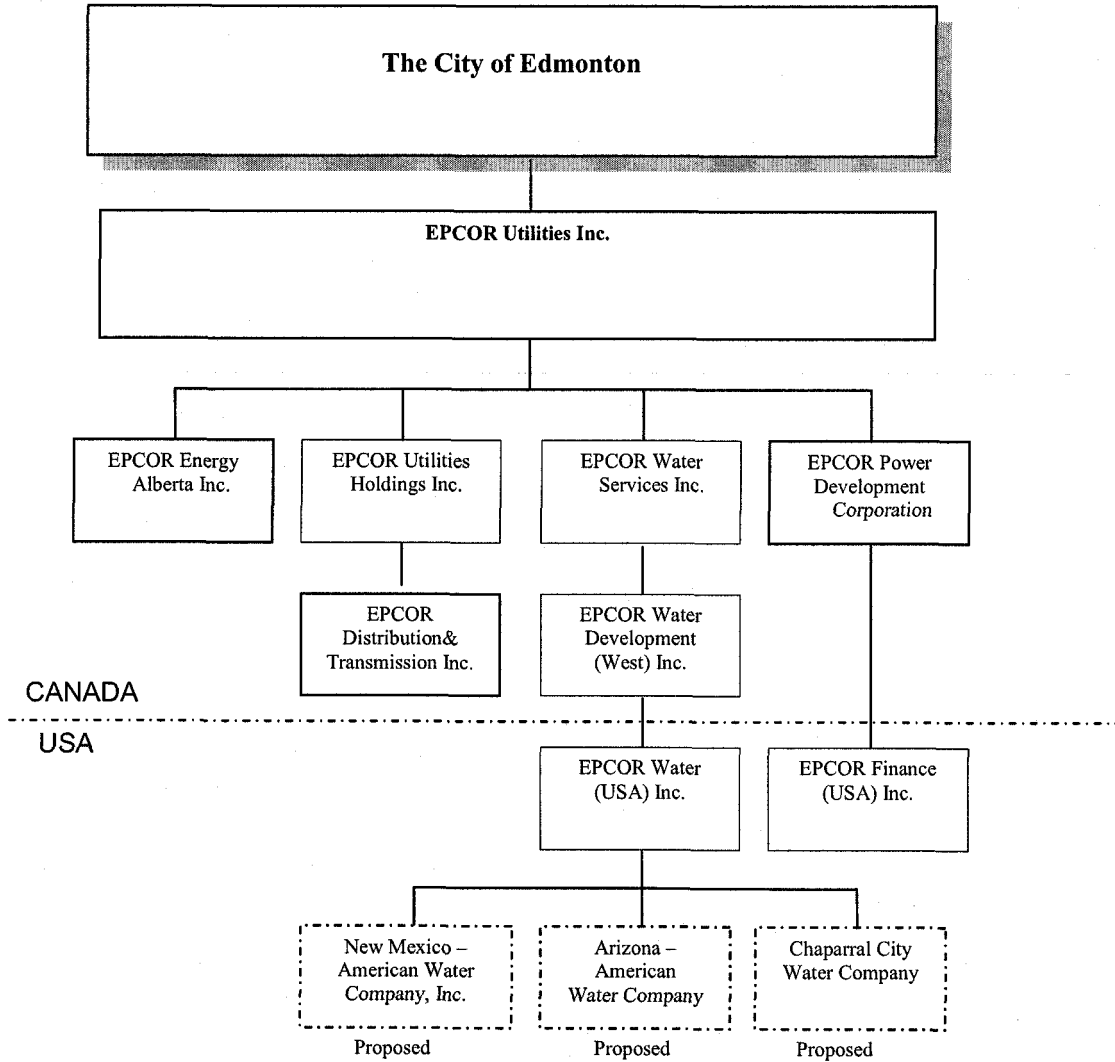 The City of Edmonton
EPCOR Utilities Inc.
EPCOR Energy
Alberta Inc.
EPCOR Utilities
Holdings Inc.
EPCOR Water
Services Inc.
EPCOR Power
Development
Corporation
EPCOR
Distribution&
Transmission Inc.
EPCOR Water
Development
(West) Inc.
CANADA
USA
EPCOR Water
(USA) Inc.
EPCOR Finance
(USA) Inc.
New Mexico –
American Water
Company, Inc.
Arizona –
American
Water Company
Chaparral City
Water Company
Proposed
Proposed
Proposed